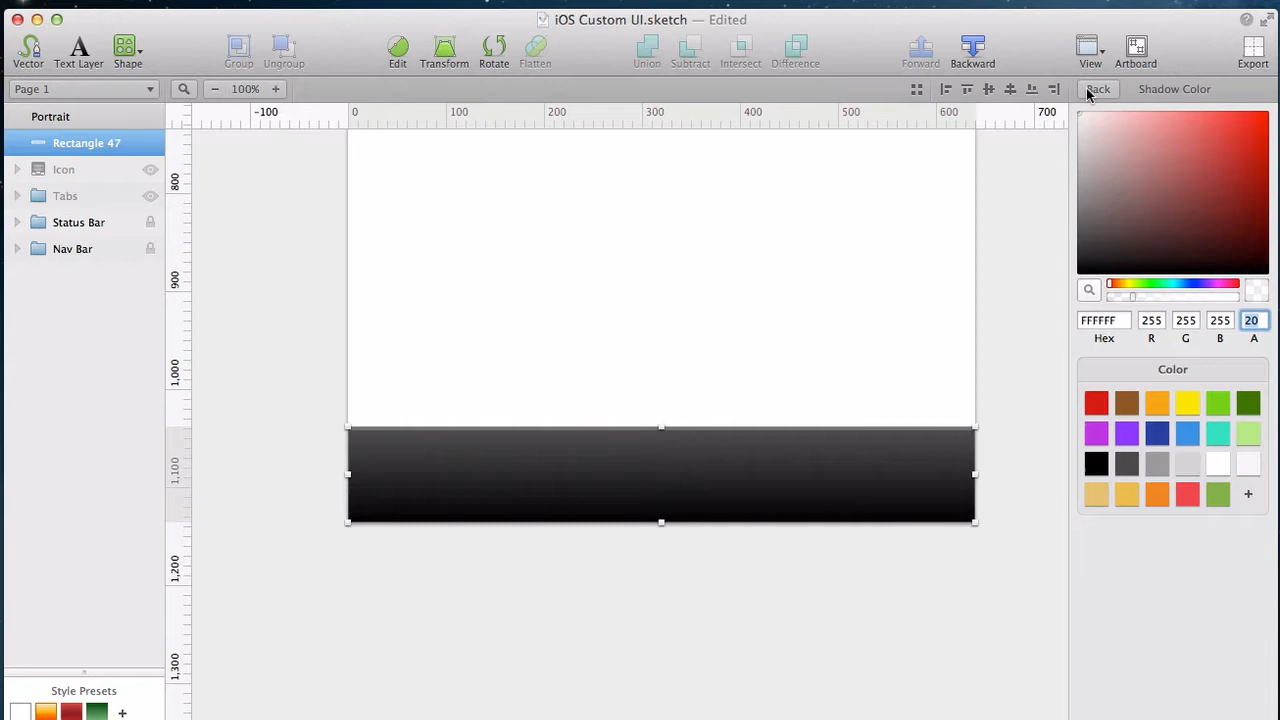 iOS Custom UI.sketch — Edited
Vector Text Layer Shape Group Ungroup Edit Transform Rotate Flatten Union Subtract Intersect Difference Forward Backward View Artboard Export
Page 1 − 100% + Back Shadow Color
Portrait
-100 0 100 200 300 400 500 600 700
Rectangle 47
Icon
Tabs
Status Bar
Nav Bar
800
900
1,000
1,100
1,200
1,300
FFFFFF 255 255 255 20
Hex R G B A
Color
+
Style Presets
+